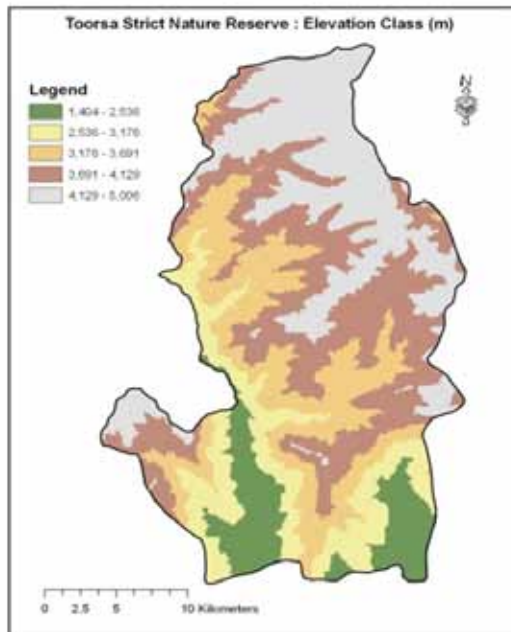 Toorsa Strict Nature Reserve : Elevation Class (m)
Legend
1,404 - 2,536
2,536 - 3,176
3,176 - 3,691
3,691 - 4,129
4,129 - 5,006
N
S
0 2.5 5 10 Kilometers